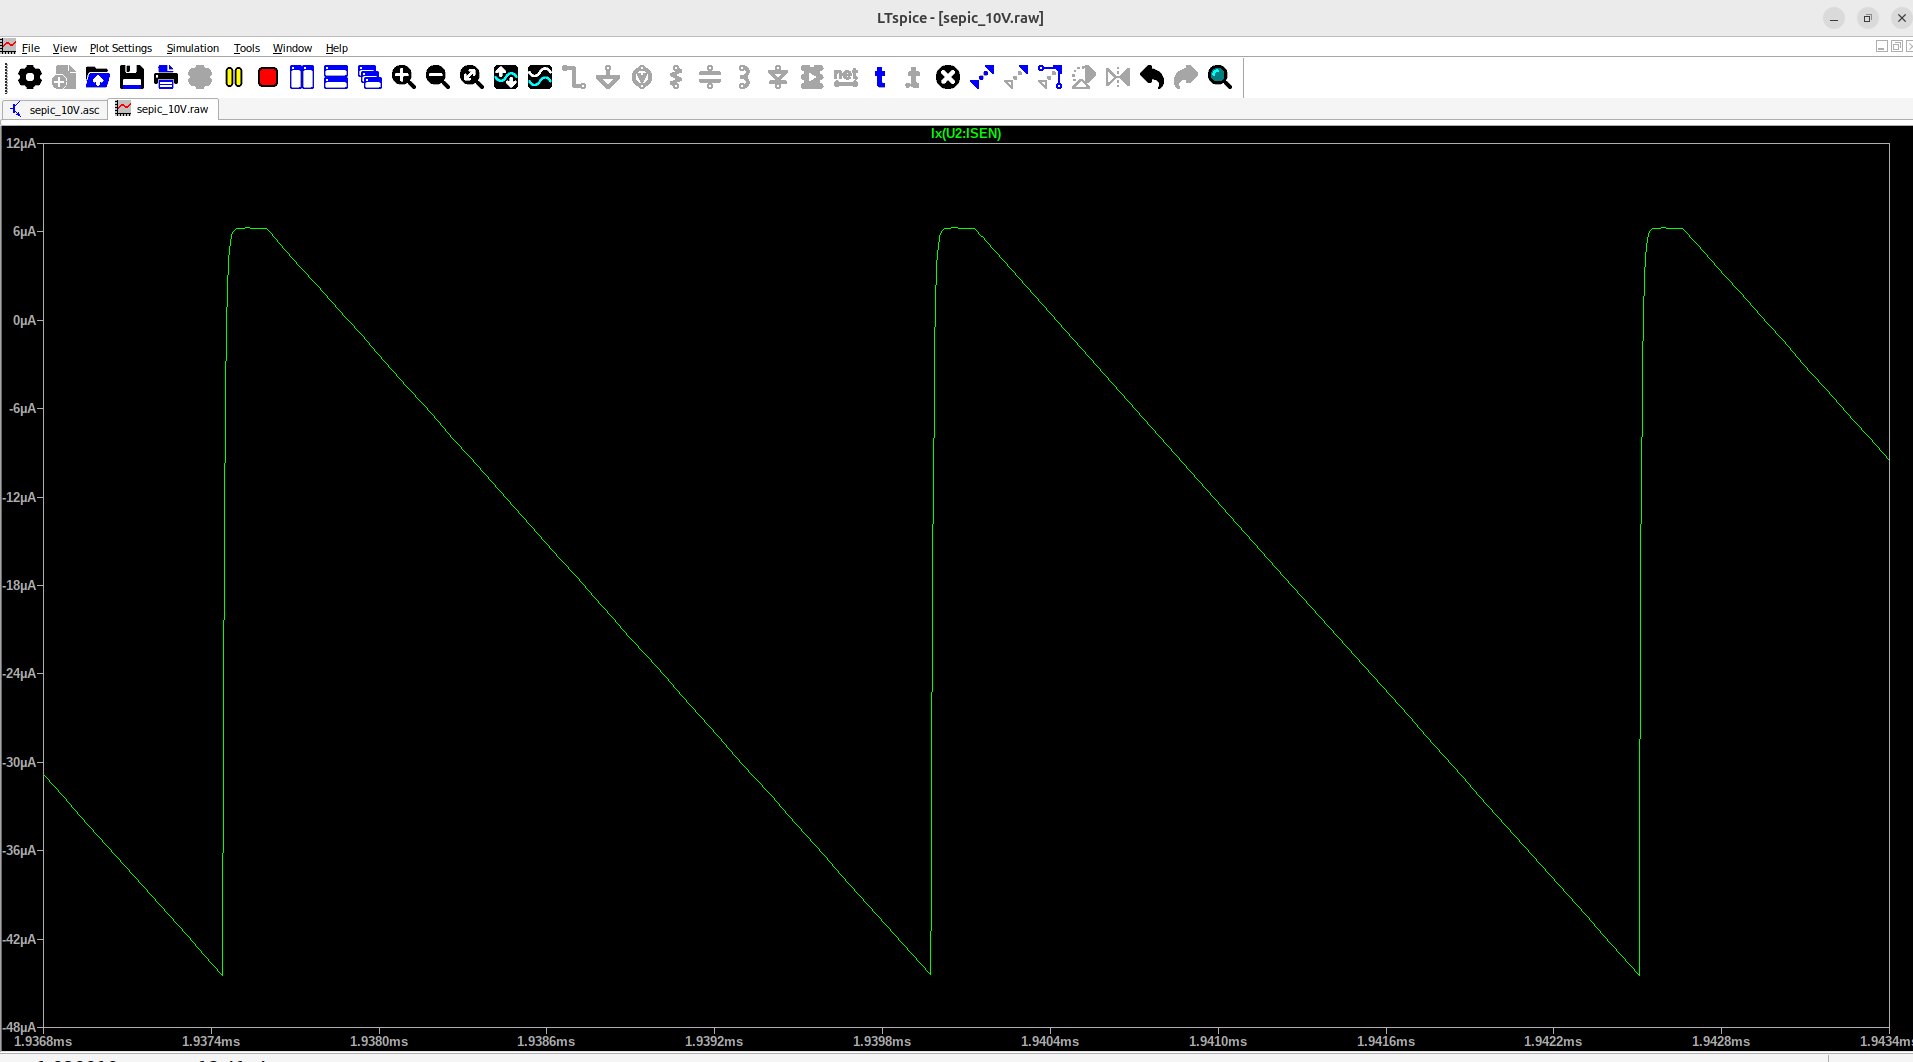 LTspice - [sepic_10V.raw]
File View Plot Settings Simulation Tools Window Help
net t .t
sepic_10V.asc sepic_10V.raw
Ix(U2:ISEN)
12µA
6µA
0µA
-6µA
-12µA
-18µA
-24µA
-30µA
-36µA
-42µA
-48µA
1.9368ms 1.9374ms 1.9380ms 1.9386ms 1.9392ms 1.9398ms 1.9404ms 1.9410ms 1.9416ms 1.9422ms 1.9428ms 1.9434ms